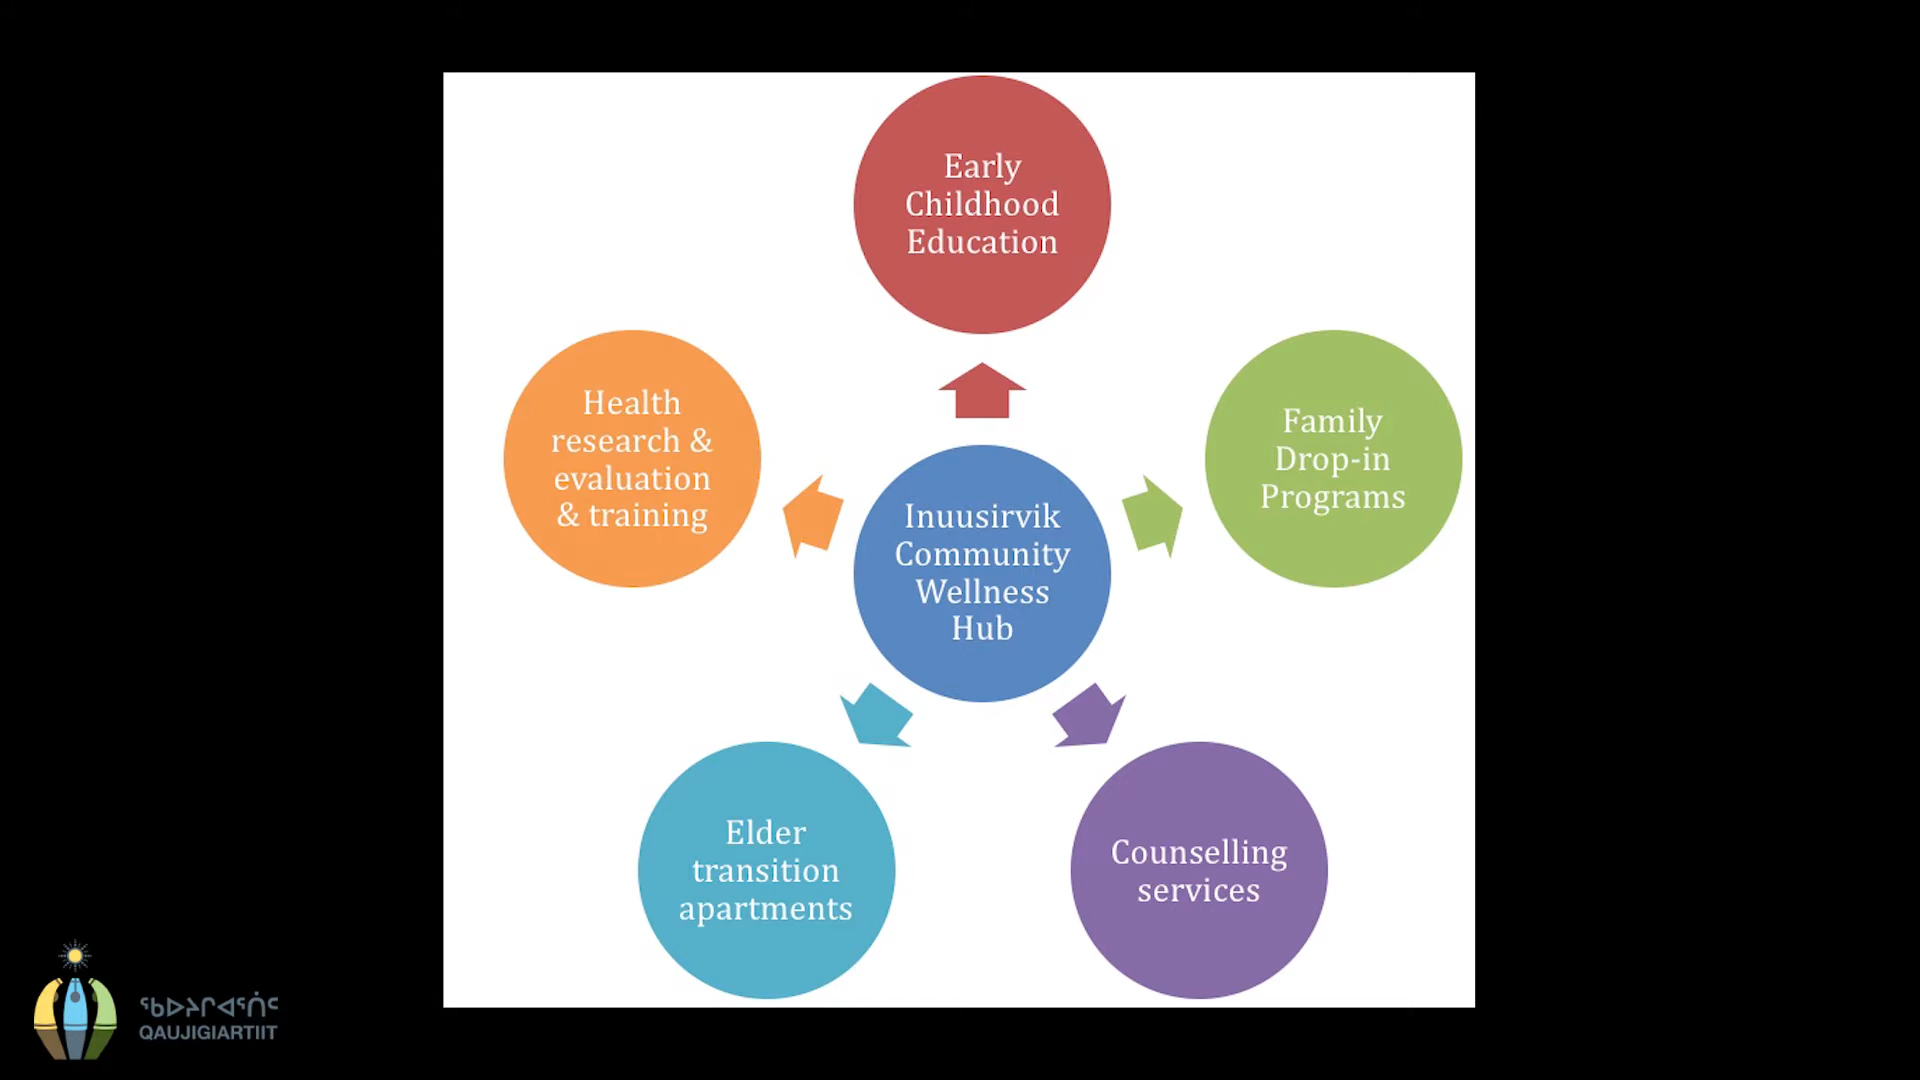 Early
Childhood
Education
Health
research &
evaluation
& training
Family
Drop-in
Programs
Inuusirvik
Community
Wellness
Hub
Elder
transition
apartments
Counselling
services
ᖃᐅᔨᒋᐊᖅᑏᑦ
QAUJIGIARTIIT